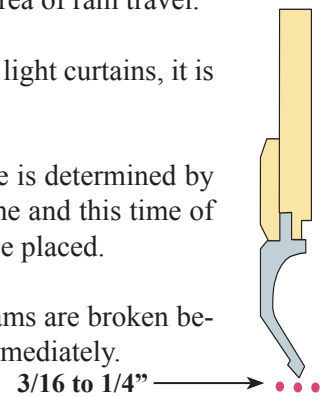 area of ram travel.
light curtains, it is
e is determined by
ne and this time of
e placed.
ams are broken be-
mediately.
3/16 to 1/4”